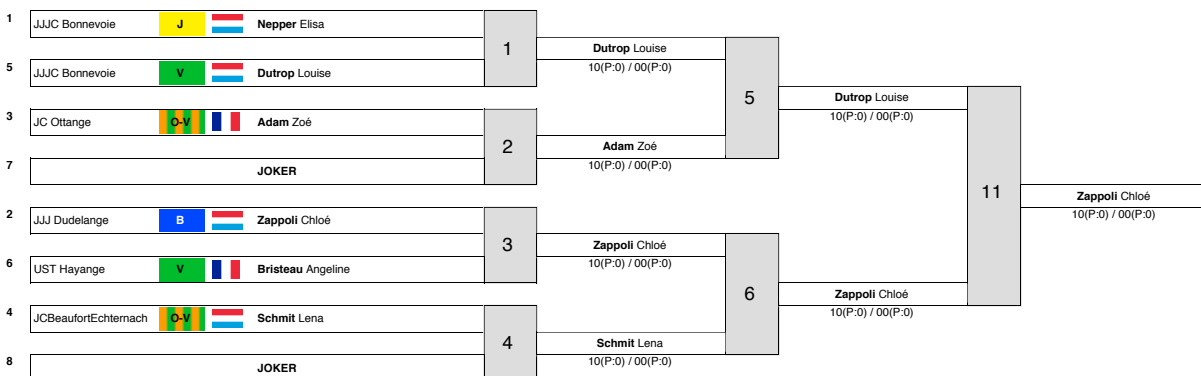 1 JJJC Bonnevoie J Nepper Elisa
1
Dutrop Louise
10(P:0) / 00(P:0)
5 JJJC Bonnevoie V Dutrop Louise
5
Dutrop Louise
10(P:0) / 00(P:0)
3 JC Ottange O-V Adam Zoé
2
Adam Zoé
10(P:0) / 00(P:0)
7 JOKER
11
Zappoli Chloé
10(P:0) / 00(P:0)
2 JJJ Dudelange B Zappoli Chloé
3
Zappoli Chloé
10(P:0) / 00(P:0)
6 UST Hayange V Bristeau Angeline
6
Zappoli Chloé
10(P:0) / 00(P:0)
4 JCBeaufortEchternach O-V Schmit Lena
4
Schmit Lena
10(P:0) / 00(P:0)
8 JOKER